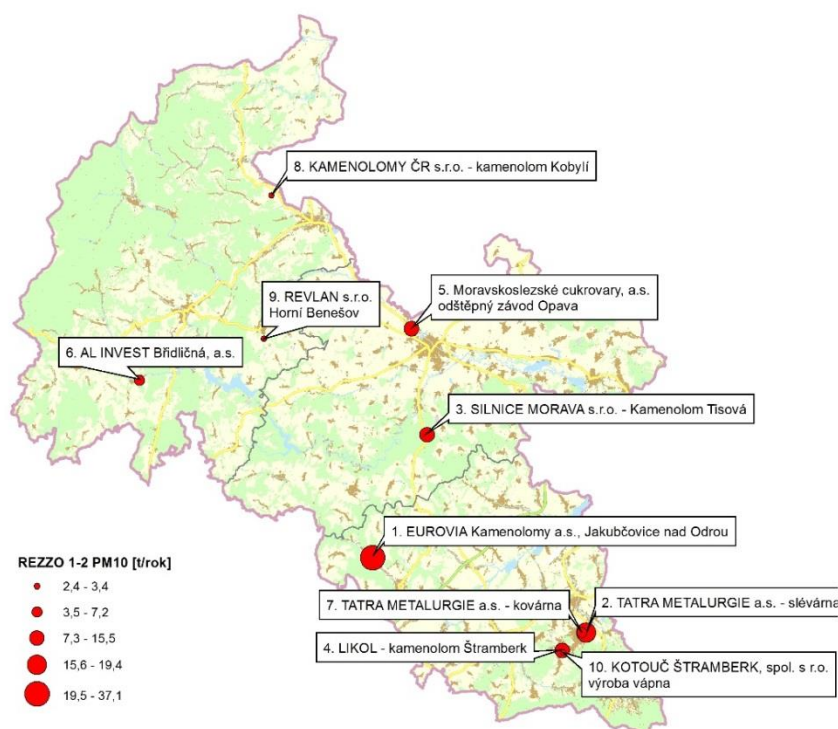 8. KAMENOLOMY ČR s.r.o. - kamenolom Kobylí
5. Moravskoslezské cukrovary, a.s.
odštěpný závod Opava
9. REVLAN s.r.o.
Horní Benešov
6. AL INVEST Břidličná, a.s.
3. SILNICE MORAVA s.r.o. - Kamenolom Tisová
1. EUROVIA Kamenolomy a.s., Jakubčovice nad Odrou
7. TATRA METALURGIE a.s. - kovárna
2. TATRA METALURGIE a.s. - slévárna
4. LIKOL - kamenolom Štramberk
10. KOTOUČ ŠTRAMBERK, spol. s r.o.
výroba vápna
REZZO 1-2 PM10 [t/rok]
2,4 - 3,4
3,5 - 7,2
7,3 - 15,5
15,6 - 19,4
19,5 - 37,1